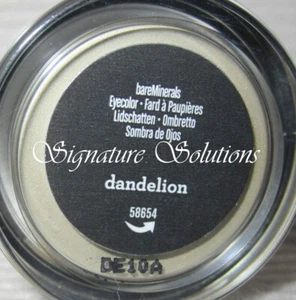 bareMinerals
Eyecolor • Fard à Paupières
Lidschatten • Ombretto
Sombra de Ojos
Signature Solutions
dandelion
58654
DE10A